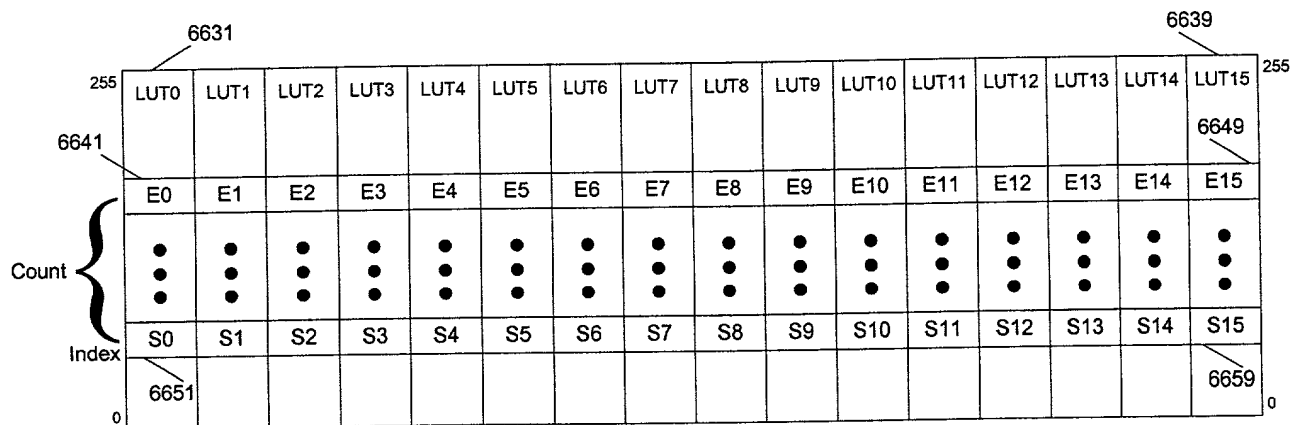 6631 6639
255 LUT0 LUT1 LUT2 LUT3 LUT4 LUT5 LUT6 LUT7 LUT8 LUT9 LUT10 LUT11 LUT12 LUT13 LUT14 LUT15 255
6641 6649
E0 E1 E2 E3 E4 E5 E6 E7 E8 E9 E10 E11 E12 E13 E14 E15
Count
S0 S1 S2 S3 S4 S5 S6 S7 S8 S9 S10 S11 S12 S13 S14 S15
Index
6651 6659
0 0